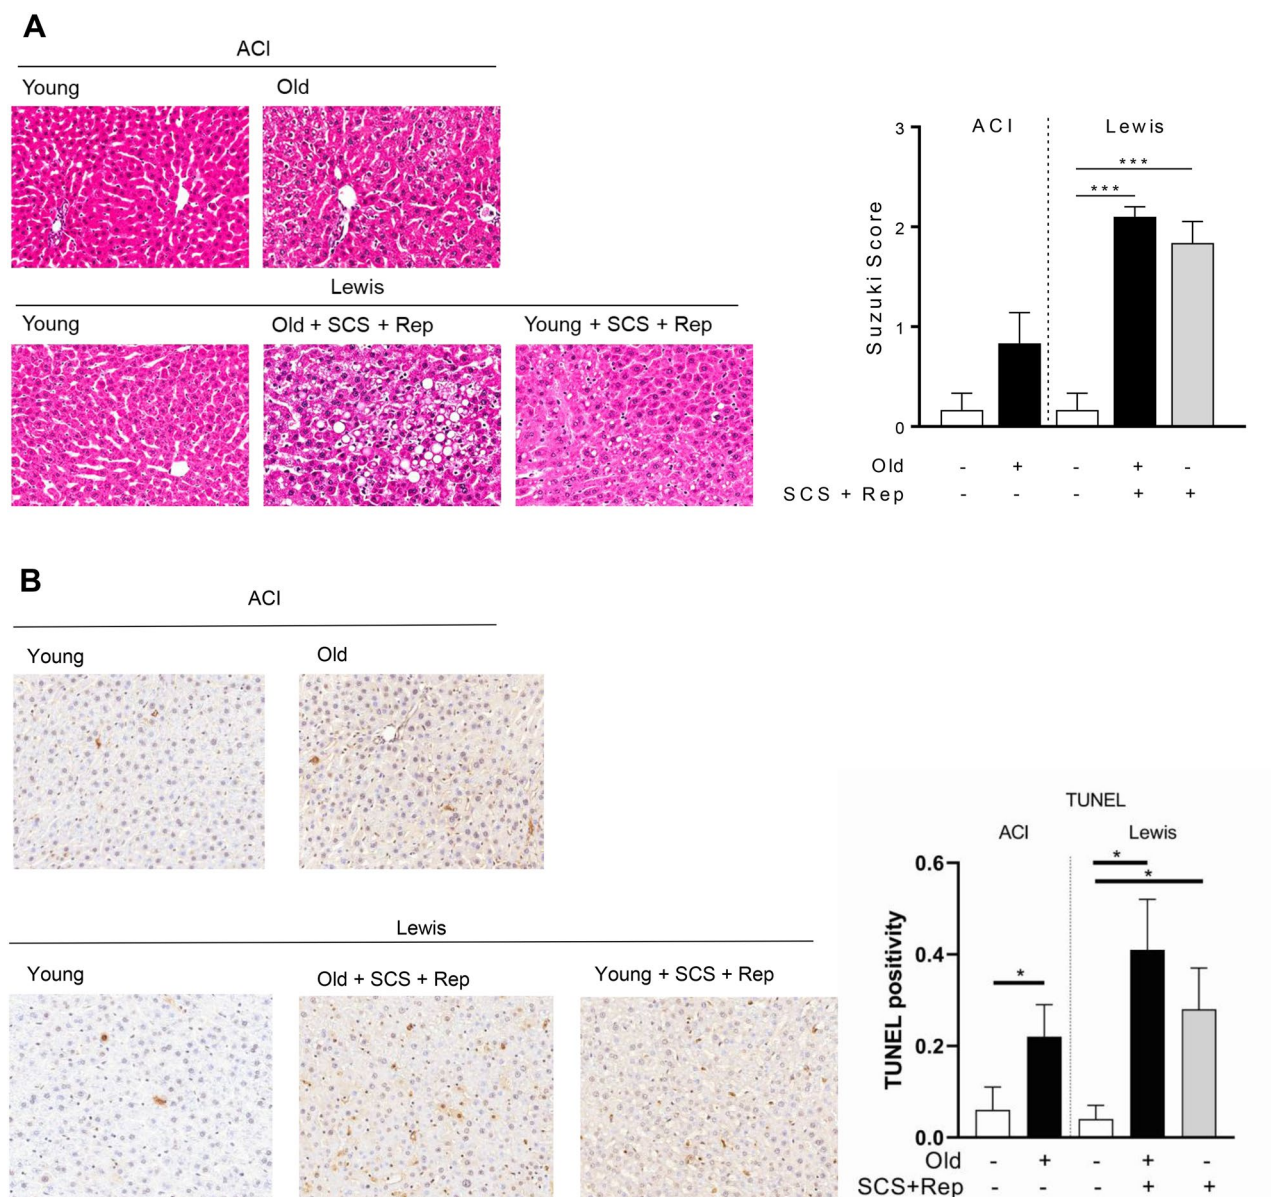 A
ACI
Young Old
Lewis
Young Old + SCS + Rep Young + SCS + Rep
ACI Lewis
***
***
3
2
1
0
Suzuki Score
Old - + - + -
SCS + Rep - - - + +
B
ACI
Young Old
Lewis
Young Old + SCS + Rep Young + SCS + Rep
TUNEL
ACI Lewis
*
*
*
0.6
0.4
0.2
0.0
TUNEL positivity
Old - + - + -
SCS+Rep - - - + +